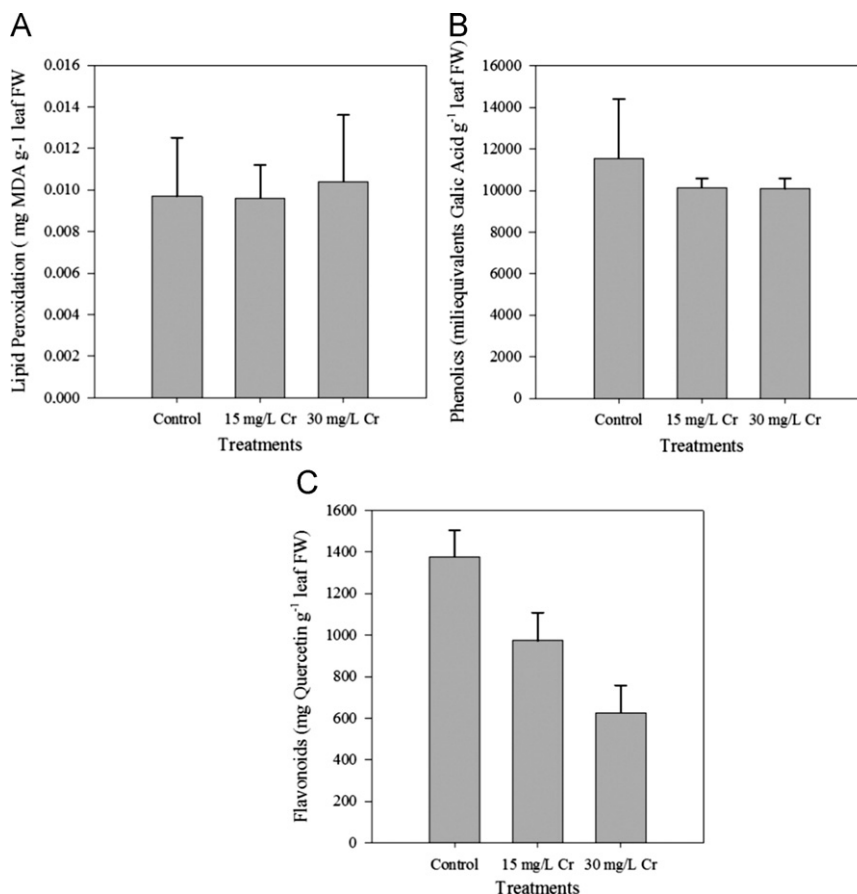 A
Lipid Peroxidation ( mg MDA g-1 leaf FW
0.016
0.014
0.012
0.010
0.008
0.006
0.004
0.002
0.000
Control 15 mg/L Cr 30 mg/L Cr
Treatments
B
Phenolics (miliequivalents Galic Acid g⁻¹ leaf FW)
16000
14000
12000
10000
8000
6000
4000
2000
0
Control 15 mg/L Cr 30 mg/L Cr
Treatments
C
Flavonoids (mg Quercetin g⁻¹ leaf FW)
1600
1400
1200
1000
800
600
400
200
0
Control 15 mg/L Cr 30 mg/L Cr
Treatments